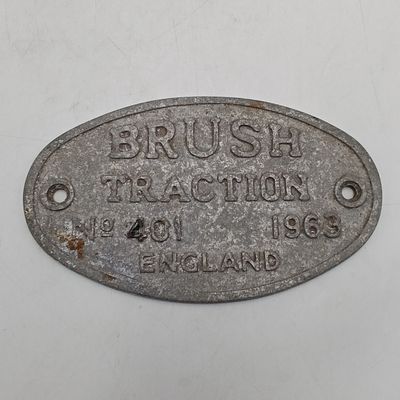 BRUSH
TRACTION
Nº 401 1963
ENGLAND